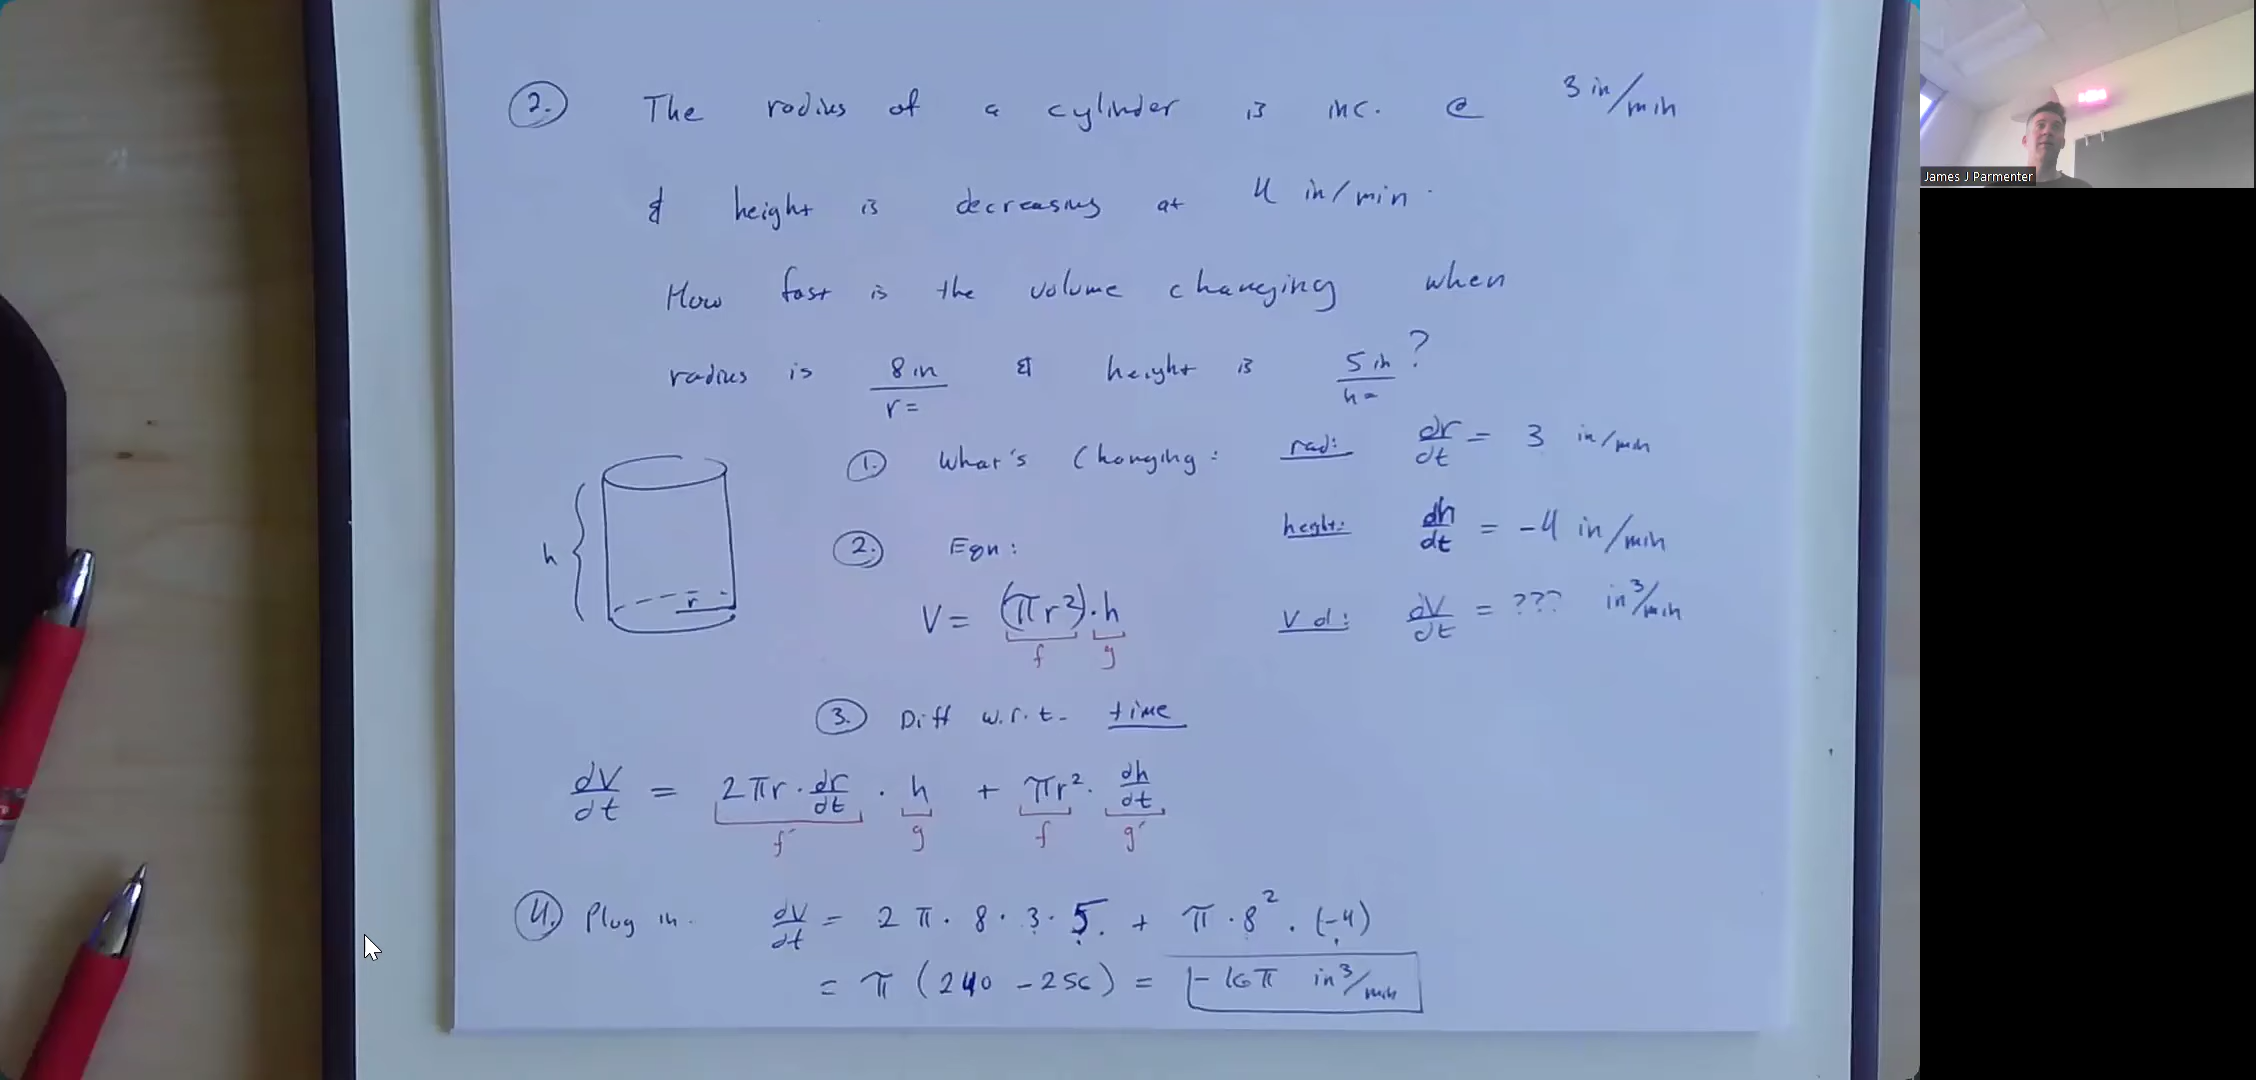 2. The radius of a cylinder is inc. @ 3 in/min
& height is decreasing at 4 in/min.
How fast is the volume changing when
radius is 8 in & height is 5 in ?
r= h=
1. What's Changing: rad: dr/dt = 3 in/min
height: dh/dt = -4 in/min
Vol: dV/dt = ??? in³/min
h
r
2. Eqn:
V = (πr²)·h
f g
3. Diff w.r.t. time
dV/dt = 2πr·dr/dt · h + πr²· dh/dt
f' g f g'
4. Plug in. dV/dt = 2π·8·3·5. + π·8².(-4)
= π(240 - 256) = -16π in³/min
James J Parmenter